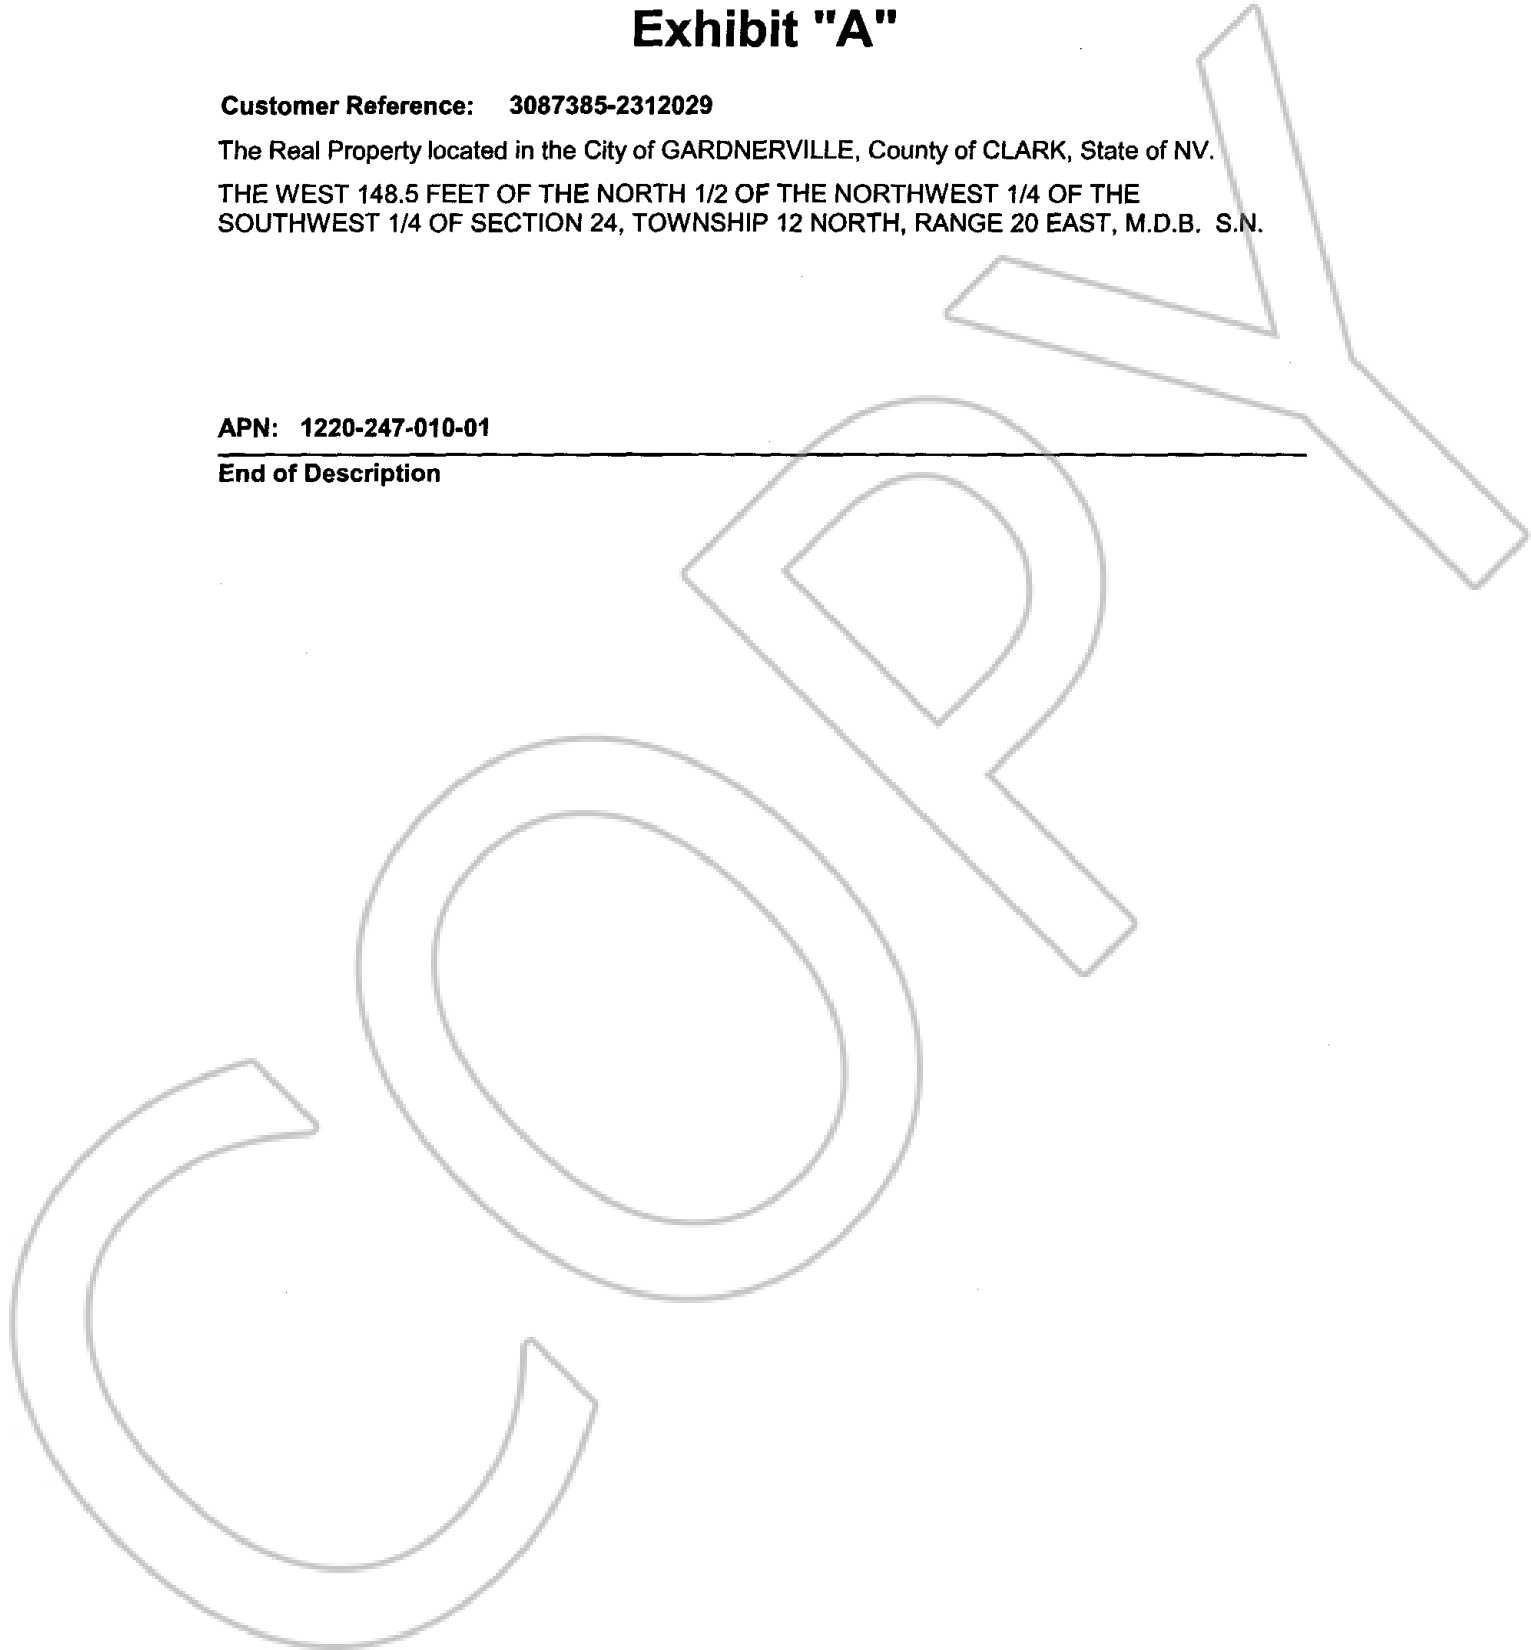 Exhibit "A"
Customer Reference: 3087385-2312029
The Real Property located in the City of GARDNERVILLE, County of CLARK, State of NV.
THE WEST 148.5 FEET OF THE NORTH 1/2 OF THE NORTHWEST 1/4 OF THE
SOUTHWEST 1/4 OF SECTION 24, TOWNSHIP 12 NORTH, RANGE 20 EAST, M.D.B. S.N.
APN: 1220-247-010-01
End of Description
COPY